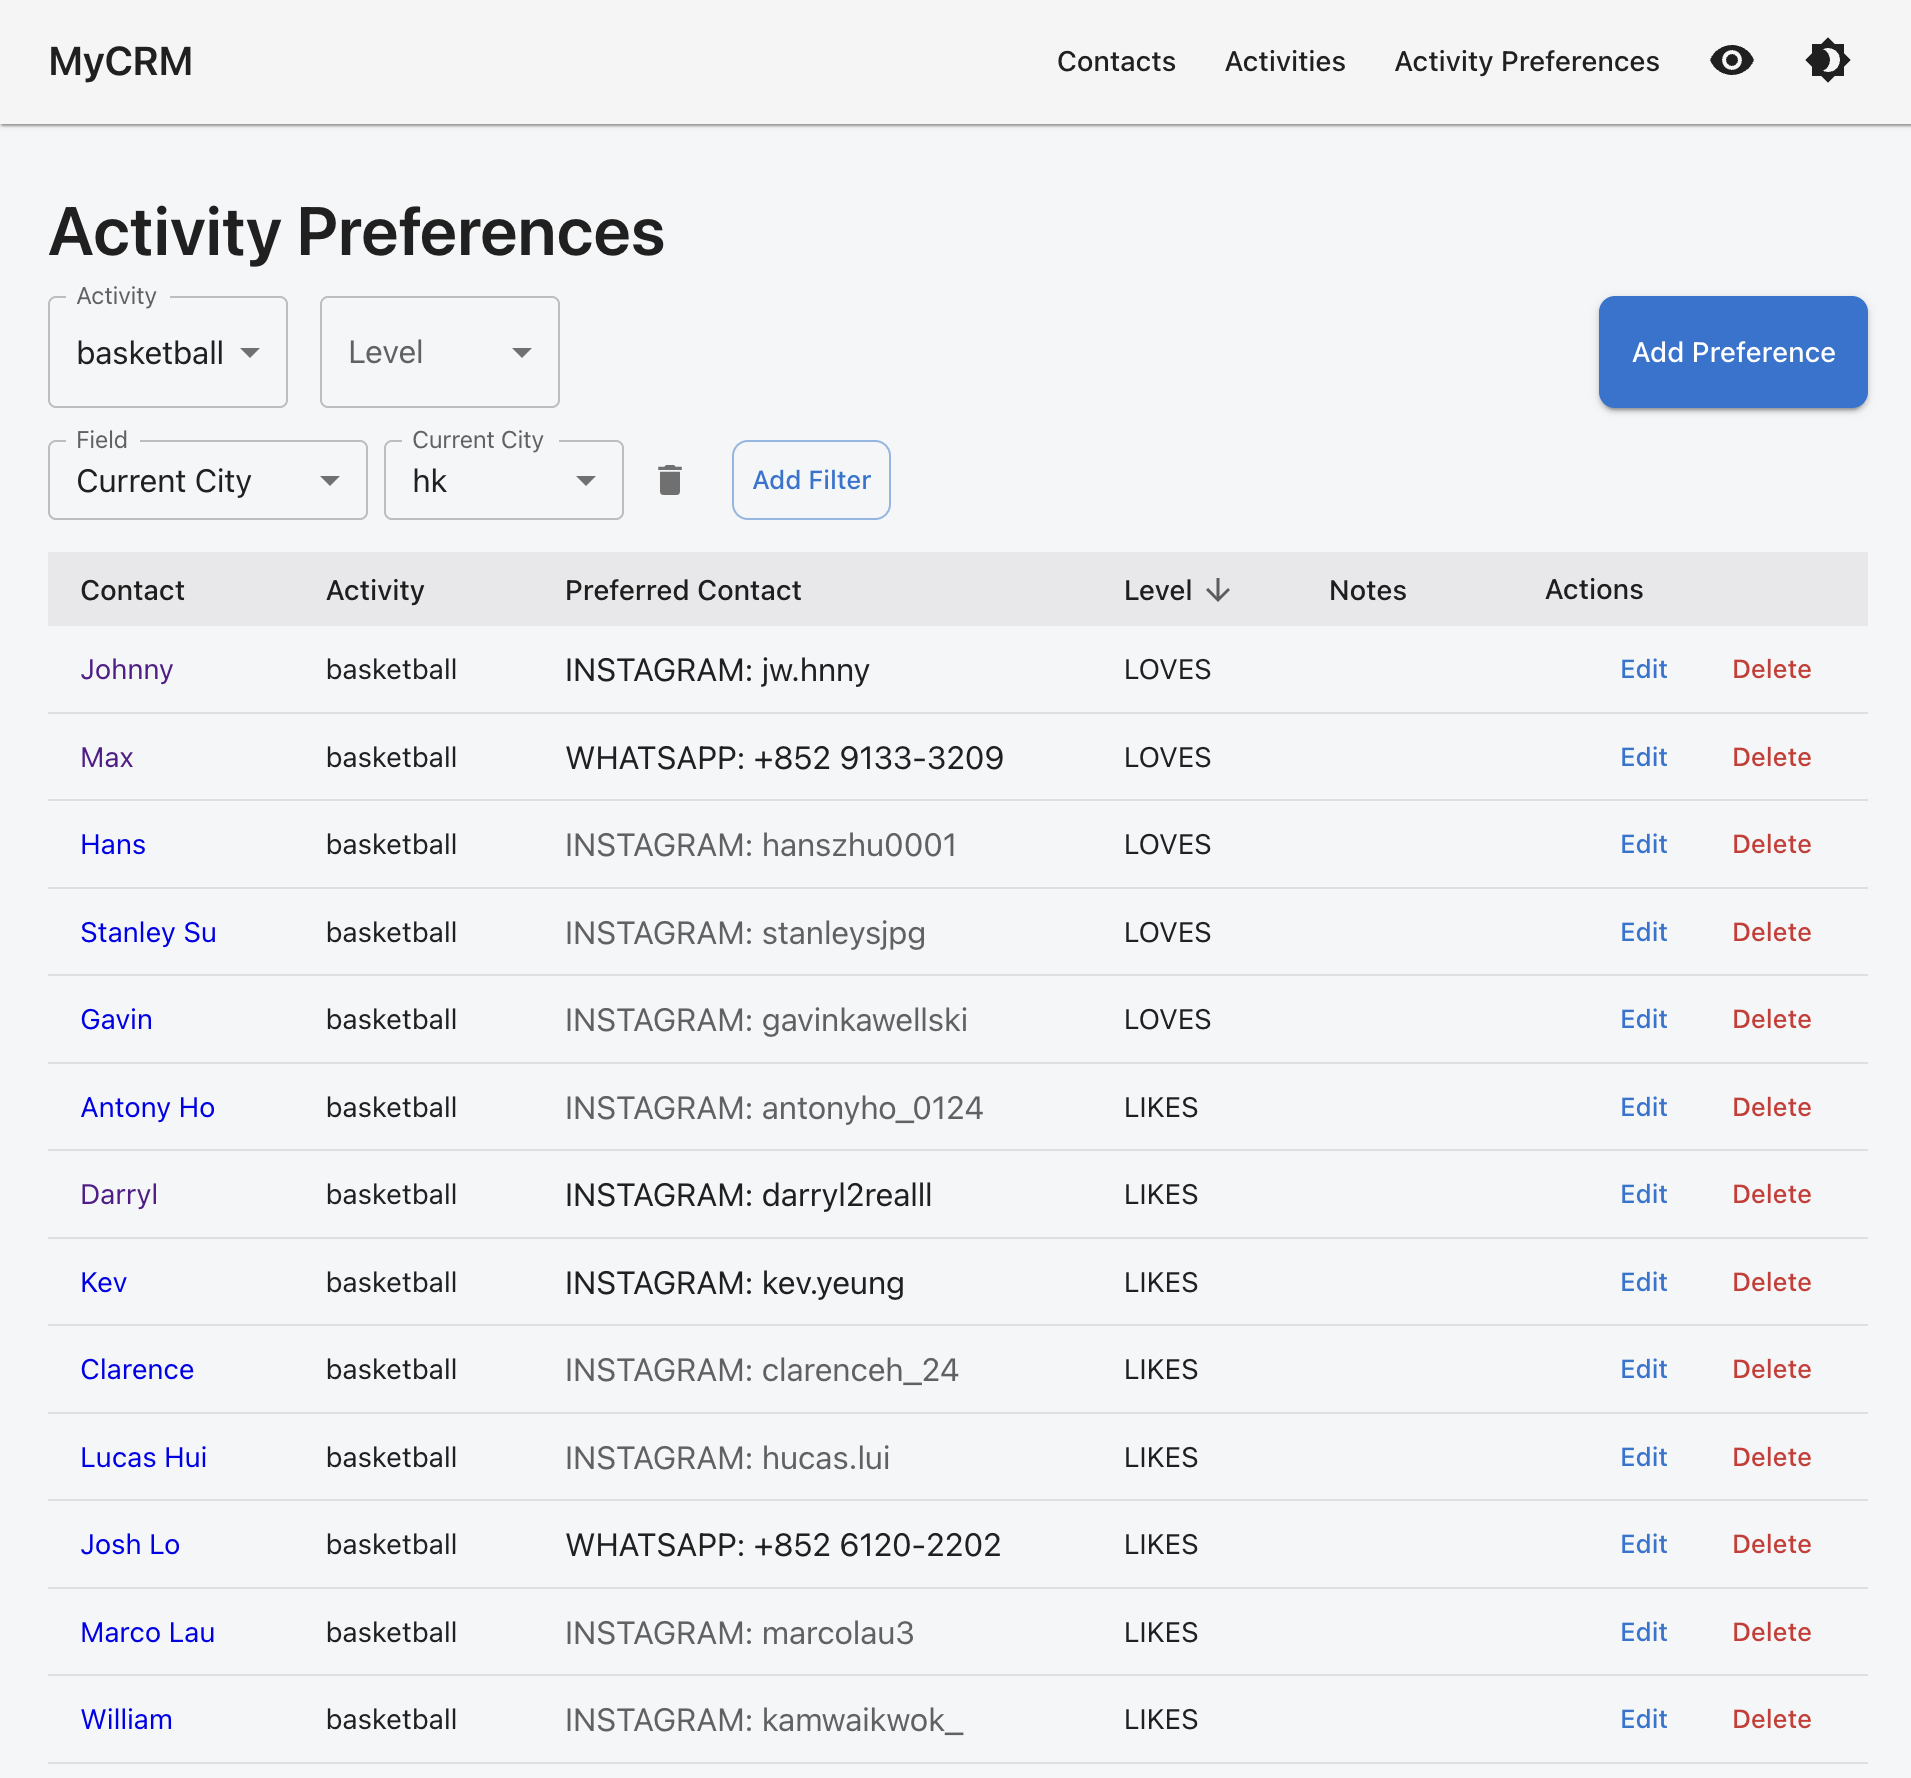 MyCRM Contacts Activities Activity Preferences
Activity Preferences
Activity
basketball Level Add Preference
Field Current City
Current City hk Add Filter
Contact Activity Preferred Contact Level Notes Actions
Johnny basketball INSTAGRAM: jw.hnny LOVES Edit Delete
Max basketball WHATSAPP: +852 9133-3209 LOVES Edit Delete
Hans basketball INSTAGRAM: hanszhu0001 LOVES Edit Delete
Stanley Su basketball INSTAGRAM: stanleysjpg LOVES Edit Delete
Gavin basketball INSTAGRAM: gavinkawellski LOVES Edit Delete
Antony Ho basketball INSTAGRAM: antonyho_0124 LIKES Edit Delete
Darryl basketball INSTAGRAM: darryl2realll LIKES Edit Delete
Kev basketball INSTAGRAM: kev.yeung LIKES Edit Delete
Clarence basketball INSTAGRAM: clarenceh_24 LIKES Edit Delete
Lucas Hui basketball INSTAGRAM: hucas.lui LIKES Edit Delete
Josh Lo basketball WHATSAPP: +852 6120-2202 LIKES Edit Delete
Marco Lau basketball INSTAGRAM: marcolau3 LIKES Edit Delete
William basketball INSTAGRAM: kamwaikwok_ LIKES Edit Delete